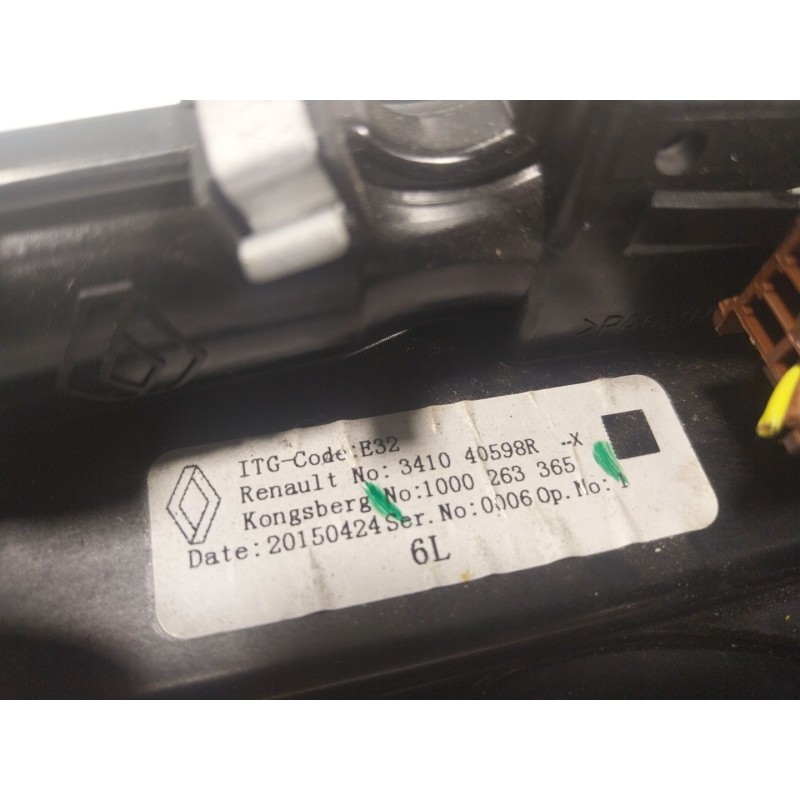 ITG-Code:E32
Renault No: 3410 40598R --X
Kongsberg No:1000 263 365
Date:20150424 Ser.No:0006 Op.No:1
6L